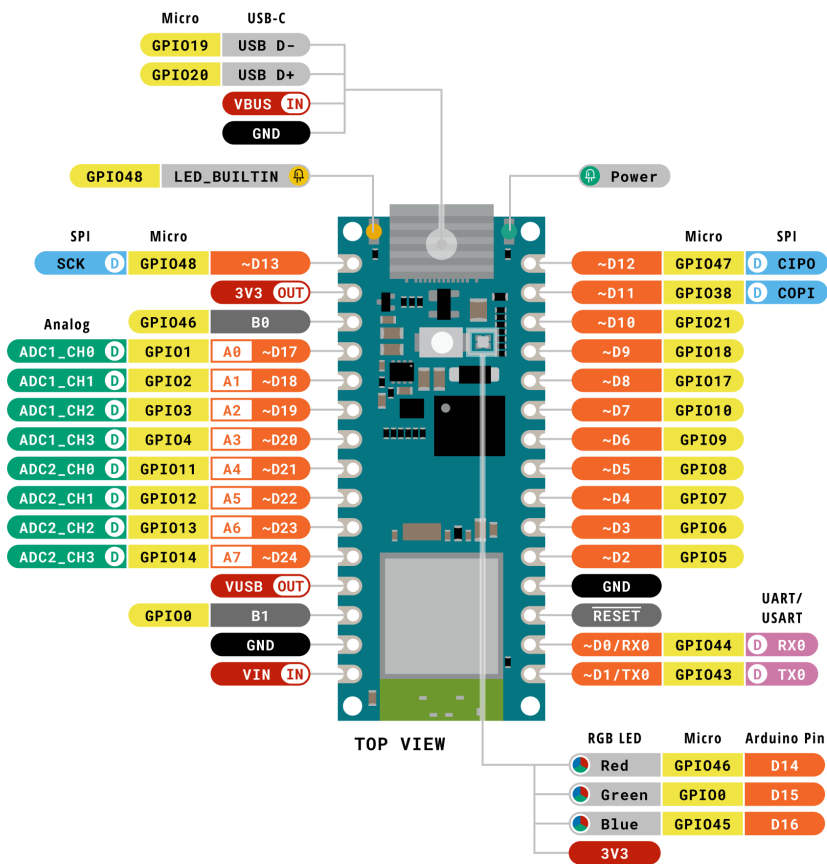 Micro USB-C
GPIO19 USB D-
GPIO20 USB D+
VBUS IN
GND
GPIO48 LED_BUILTIN
Power
SPI Micro
SCK D GPIO48 ~D13
3V3 OUT
GPIO46 B0
Analog
ADC1_CH0 D GPIO1 A0 ~D17
ADC1_CH1 D GPIO2 A1 ~D18
ADC1_CH2 D GPIO3 A2 ~D19
ADC1_CH3 D GPIO4 A3 ~D20
ADC2_CH0 D GPIO11 A4 ~D21
ADC2_CH1 D GPIO12 A5 ~D22
ADC2_CH2 D GPIO13 A6 ~D23
ADC2_CH3 D GPIO14 A7 ~D24
VUSB OUT
GPIO0 B1
GND
VIN IN
Micro SPI
~D12 GPIO47 D CIPO
~D11 GPIO38 D COPI
~D10 GPIO21
~D9 GPIO18
~D8 GPIO17
~D7 GPIO10
~D6 GPIO9
~D5 GPIO8
~D4 GPIO7
~D3 GPIO6
~D2 GPIO5
GND
RESET
UART/
USART
~D0/RX0 GPIO44 D RX0
~D1/TX0 GPIO43 D TX0
TOP VIEW
RGB LED Micro Arduino Pin
Red GPIO46 D14
Green GPIO0 D15
Blue GPIO45 D16
3V3